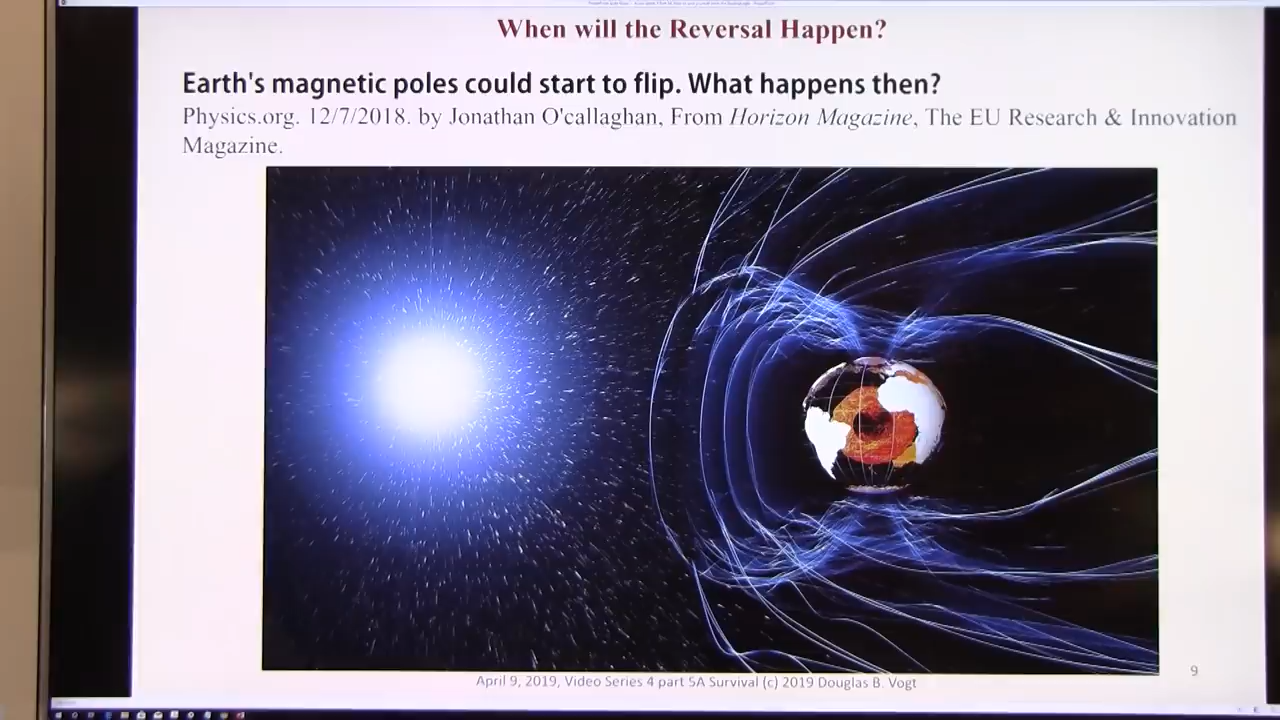 When will the Reversal Happen?
Earth's magnetic poles could start to flip. What happens then?
Physics.org. 12/7/2018. by Jonathan O'callaghan, From Horizon Magazine, The EU Research & Innovation
Magazine.
9
April 9, 2019, Video Series 4 part 5A Survival (c) 2019 Douglas B. Vogt